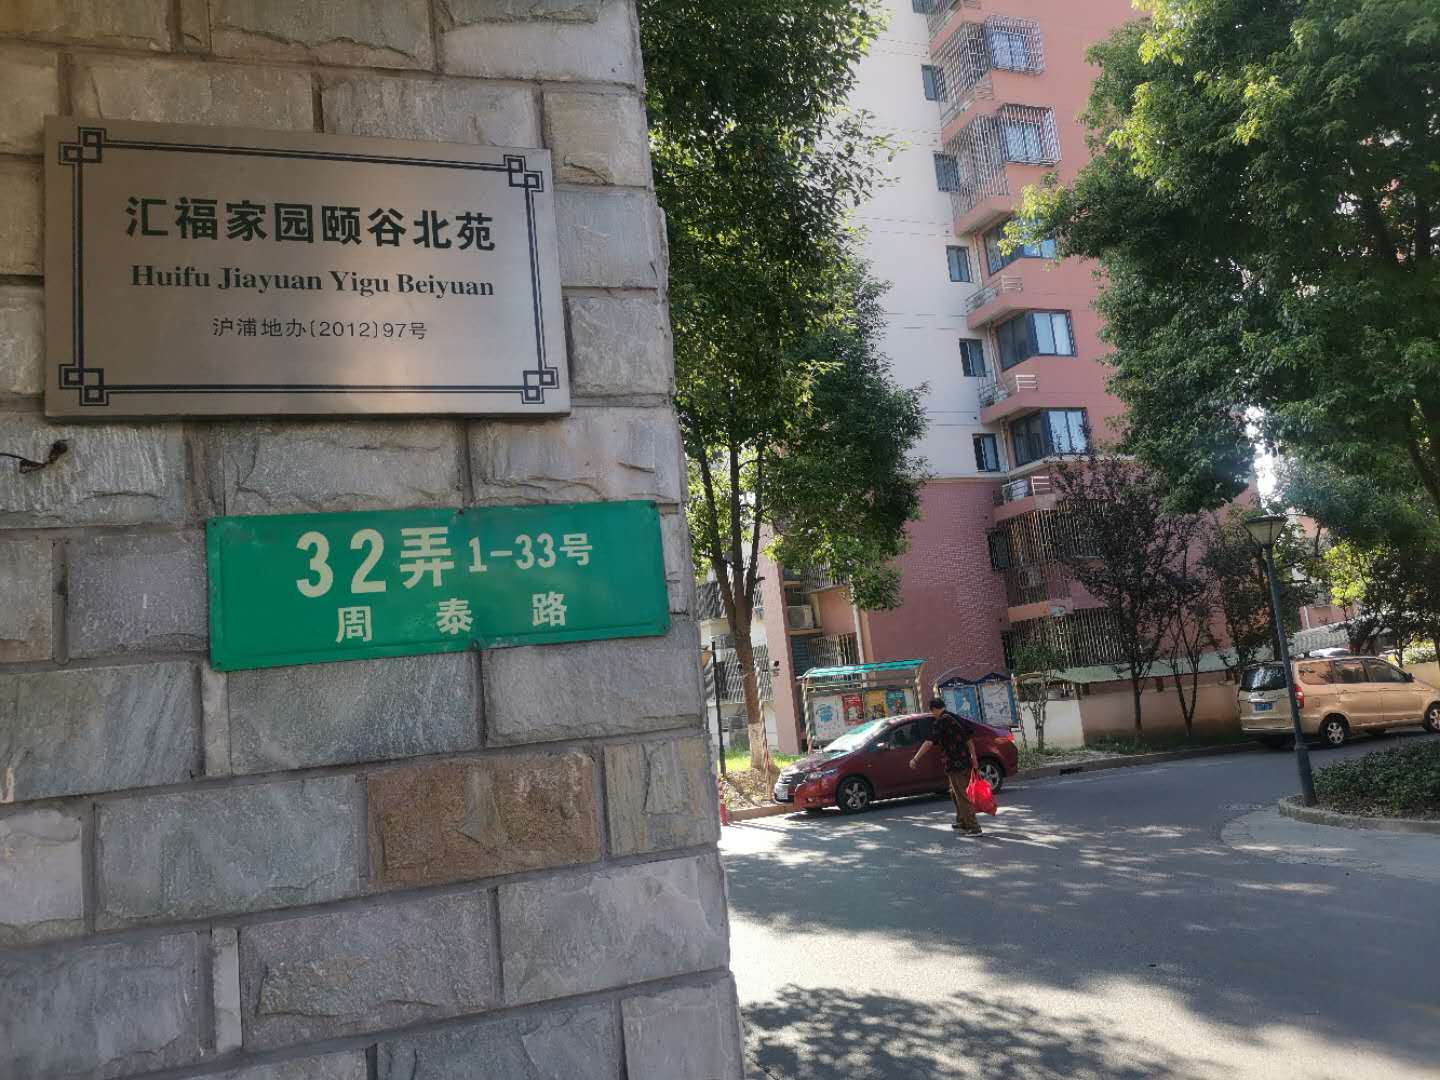 汇福家园颐谷北苑
Huifu Jiayuan Yigu Beiyuan
沪浦地办〔2012〕97号
32弄 1-33号
周泰路